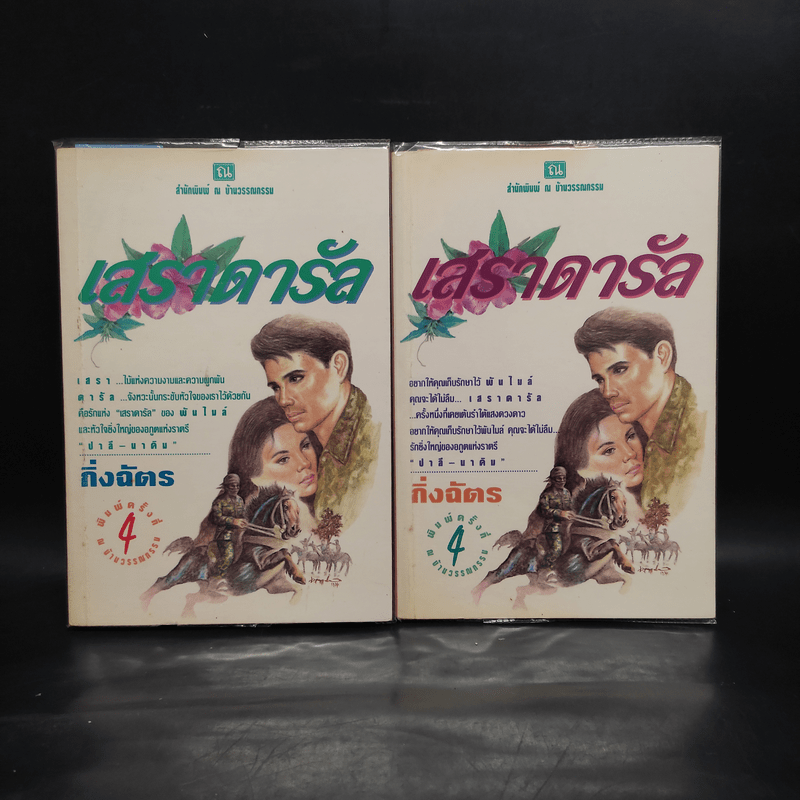 ณ
สำนักพิมพ์ ณ บ้านวรรณกรรม
เสราดารัล
เสรา ...ไม้แห่งความงามและความผูกพัน
ดารัล ...จังหวะนั้นกระชับหัวใจของเราไว้ด้วยกัน
คือรักแห่ง "เสราดารัล" ของ พันไมล์
และหัวใจยิ่งใหญ่ของอภูตแห่งราตรี
"ปาลี - นาดิม"
กิ่งฉัตร
พิมพ์ครั้งที่
4
ณ บ้านวรรณกรรม
ณ
สำนักพิมพ์ ณ บ้านวรรณกรรม
เสราดารัล
อยากให้คุณเก็บรักษาไว้ พันไมล์
คุณจะได้ไม่ลืม... เสราดารัล
...ครั้งหนึ่งที่เคยเต้นรำใต้แสงดวงดาว
อยากให้คุณเก็บรักษาไว้พันไมล์ คุณจะได้ไม่ลืม...
รักยิ่งใหญ่ของอภูตแห่งราตรี
"ปาลี - นาดิม"
กิ่งฉัตร
พิมพ์ครั้งที่
4
ณ บ้านวรรณกรรม